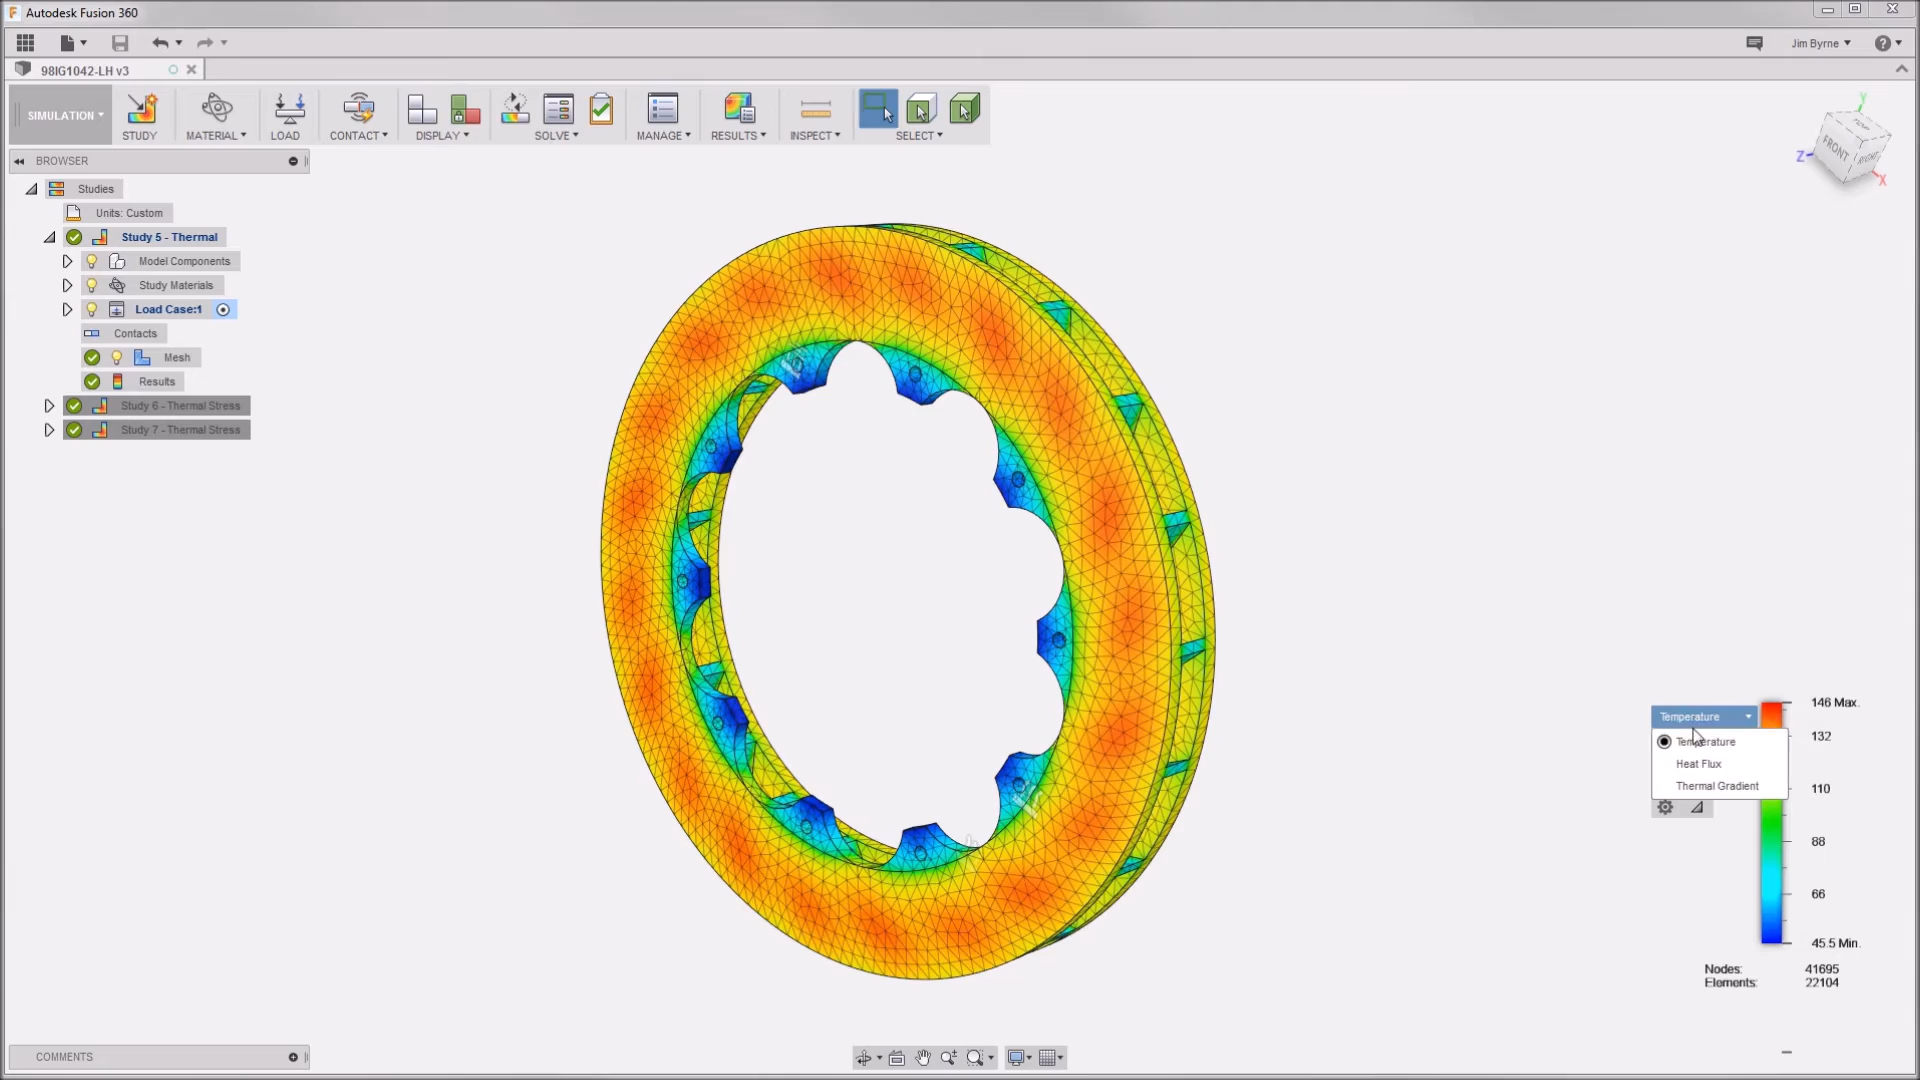 Autodesk Fusion 360
Jim Byrne
98IG1042-LH v3
SIMULATION
STUDY
MATERIAL
LOAD
CONTACT
DISPLAY
SOLVE
MANAGE
RESULTS
INSPECT
SELECT
BROWSER
Studies
Units: Custom
Study 5 - Thermal
Model Components
Study Materials
Load Case:1
Contacts
Mesh
Results
Study 6 - Thermal Stress
Study 7 - Thermal Stress
Y
FRONT
RIGHT
Z
X
Temperature
Temperature
Heat Flux
Thermal Gradient
146 Max.
132
110
88
66
45.5 Min.
Nodes: 41695
Elements: 22104
COMMENTS